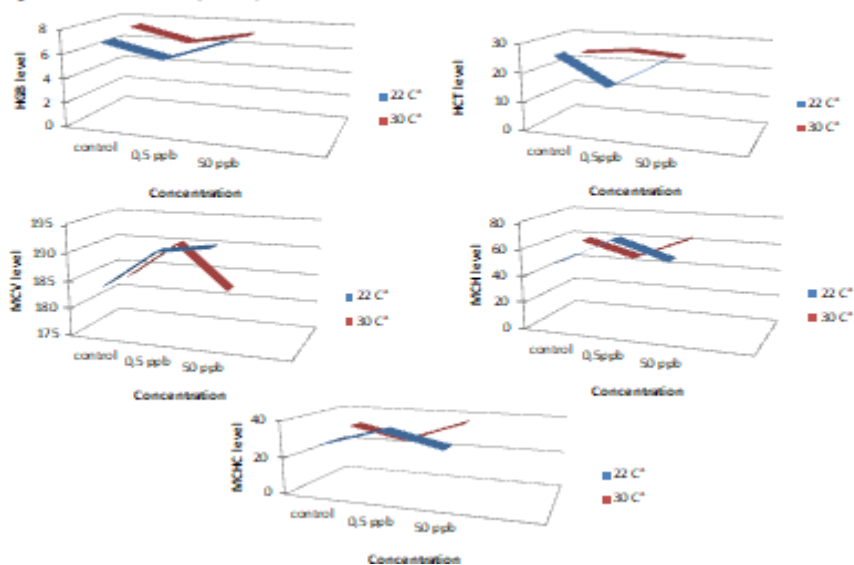 8
6
4
2
0
HGB level
control 0,5 ppb 50 ppb
Concentration
22 C°
30 C°
30
20
10
0
HCT level
control 0,5ppb 50 ppb
Concentration
22 C°
30 C°
195
190
185
180
175
MCV level
control 0,5 ppb 50 ppb
Concentration
22 C°
30 C°
80
60
40
20
0
MCH level
control 0,5ppb 50 ppb
Concentration
22 C°
30 C°
40
20
0
MCHC level
control 0,5 ppb 50 ppb
Concentration
22 C°
30 C°